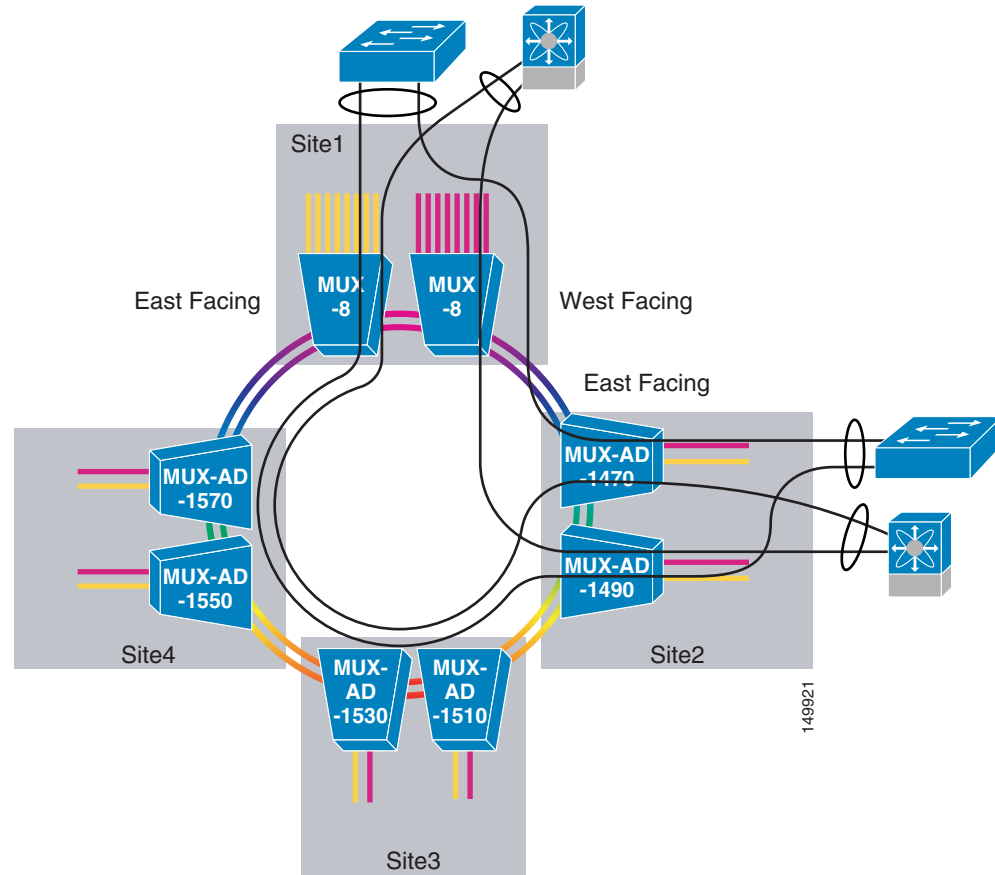 Site1
MUX
-8
MUX
-8
East Facing
West Facing
East Facing
MUX-AD
-1570
MUX-AD
-1470
MUX-AD
-1550
MUX-AD
-1490
Site4
Site2
MUX-
AD
-1530
MUX-
AD
-1510
149921
Site3